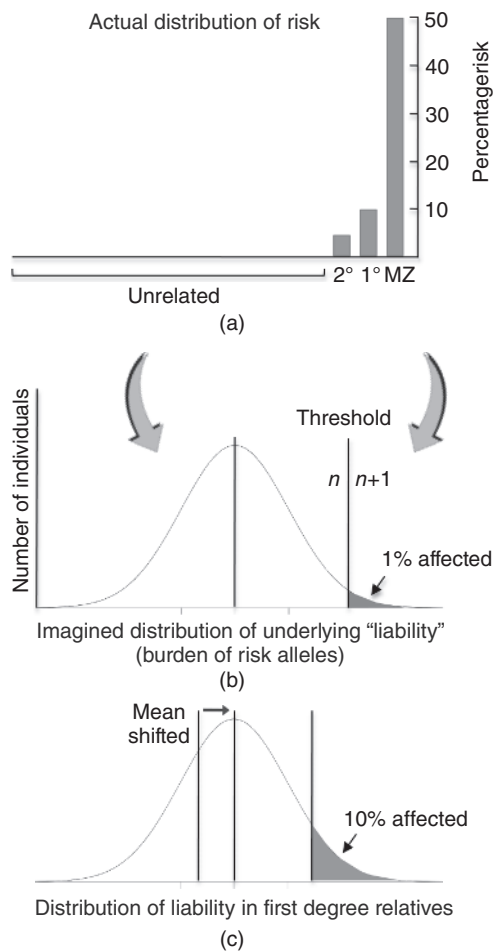 Actual distribution of risk
50
40
30
20
10
Percentagerisk
2° 1° MZ
Unrelated
(a)
Number of individuals
Threshold
n n+1
1% affected
Imagined distribution of underlying “liability”
(burden of risk alleles)
(b)
Mean
shifted
10% affected
Distribution of liability in first degree relatives
(c)